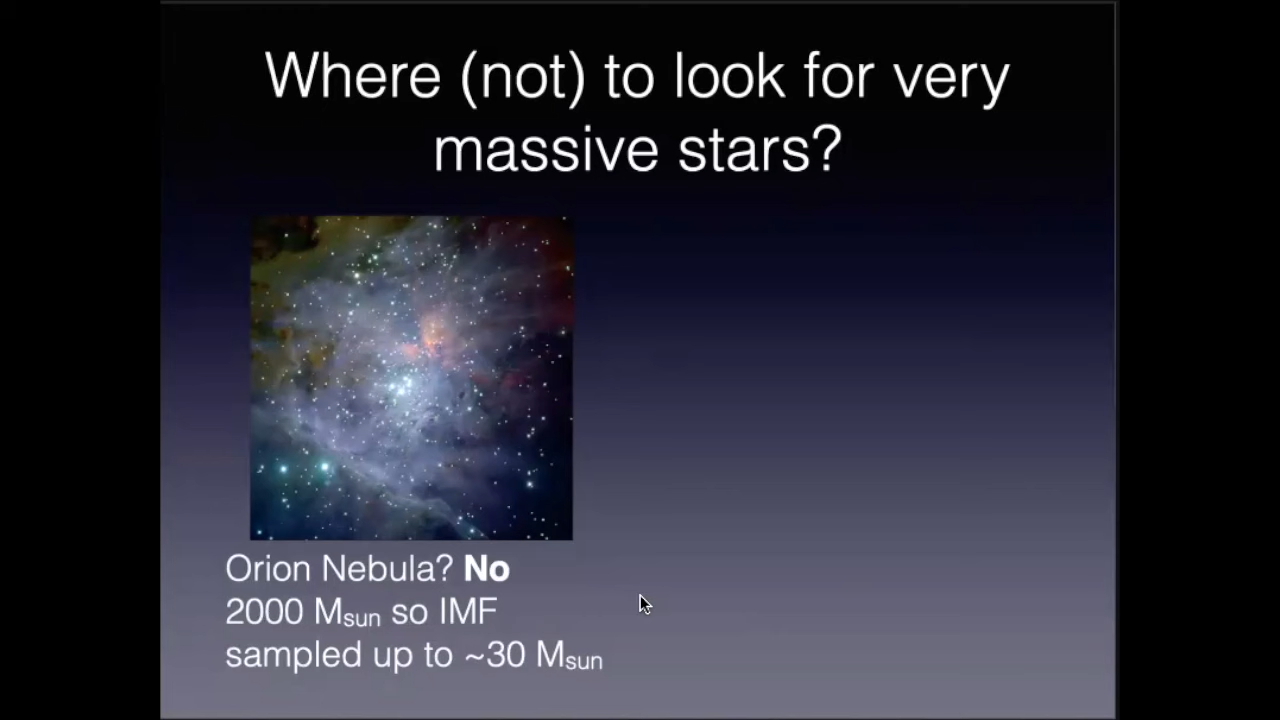 Where (not) to look for very
massive stars?
Orion Nebula? No
2000 Msun so IMF
sampled up to ~30 Msun